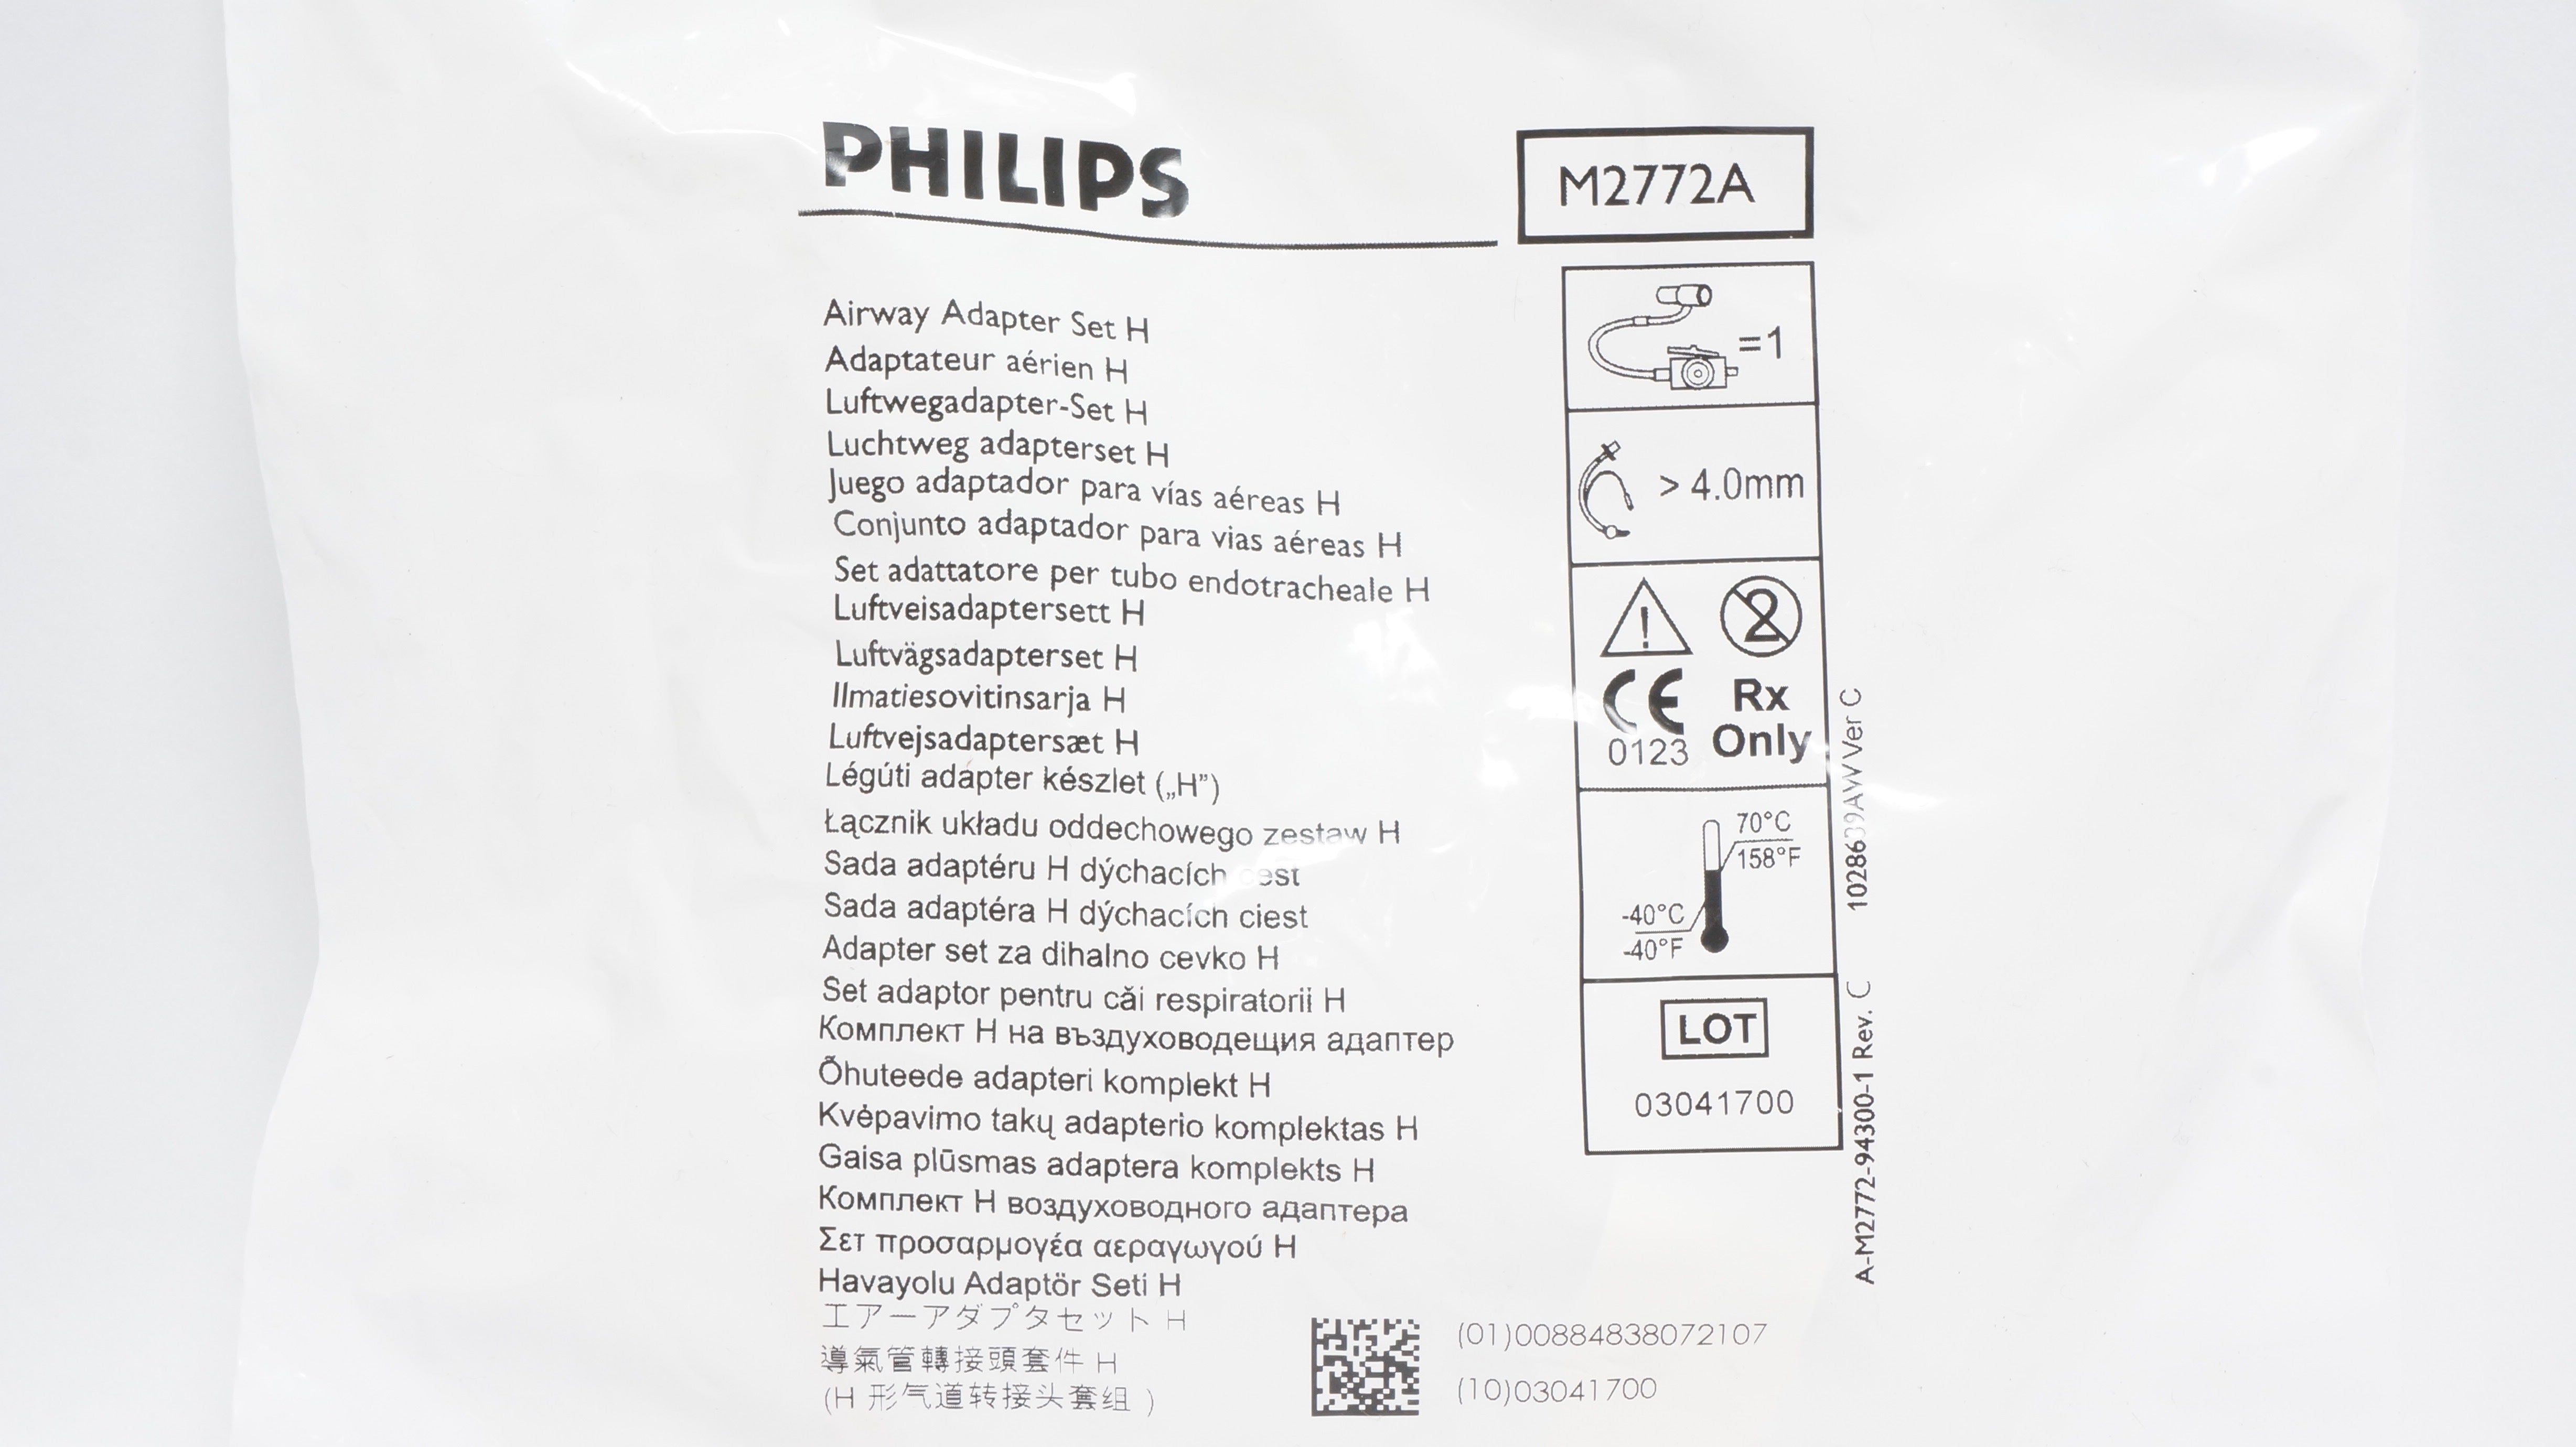 PHILIPS
M2772A
Airway Adapter Set H
Adaptateur aérien H
Luftwegadapter-Set H
Luchtweg adapterset H
Juego adaptador para vías aéreas H
Conjunto adaptador para vias aéreas H
Set adattatore per tubo endotracheale H
Luftveisadaptersett H
Luftvägsadapterset H
Ilmatiesovitinsarja H
Luftvejsadaptersæt H
Légúti adapter készlet („H”)
Łącznik układu oddechowego zestaw H
Sada adaptéru H dýchacích cest
Sada adaptéra H dýchacích ciest
Adapter set za dihalno cevko H
Set adaptor pentru căi respiratorii H
Комплект H на въздуховодещия адаптер
Õhuteede adapteri komplekt H
Kvėpavimo takų adapterio komplektas H
Gaisa plūsmas adaptera komplekts H
Комплект H воздуховодного адаптера
Σετ προσαρμογέα αεραγωγού H
Havayolu Adaptör Seti H
エアーアダプタセット H
導氣管轉接頭套件 H
(H 形气道转接头套组 )
=1
> 4.0mm
!
2
CE
0123
Rx
Only
70°C
158°F
-40°C
-40°F
LOT
03041700
A-M2772-94300-1 Rev. C
Ver C
(01)00884838072107
(10)03041700